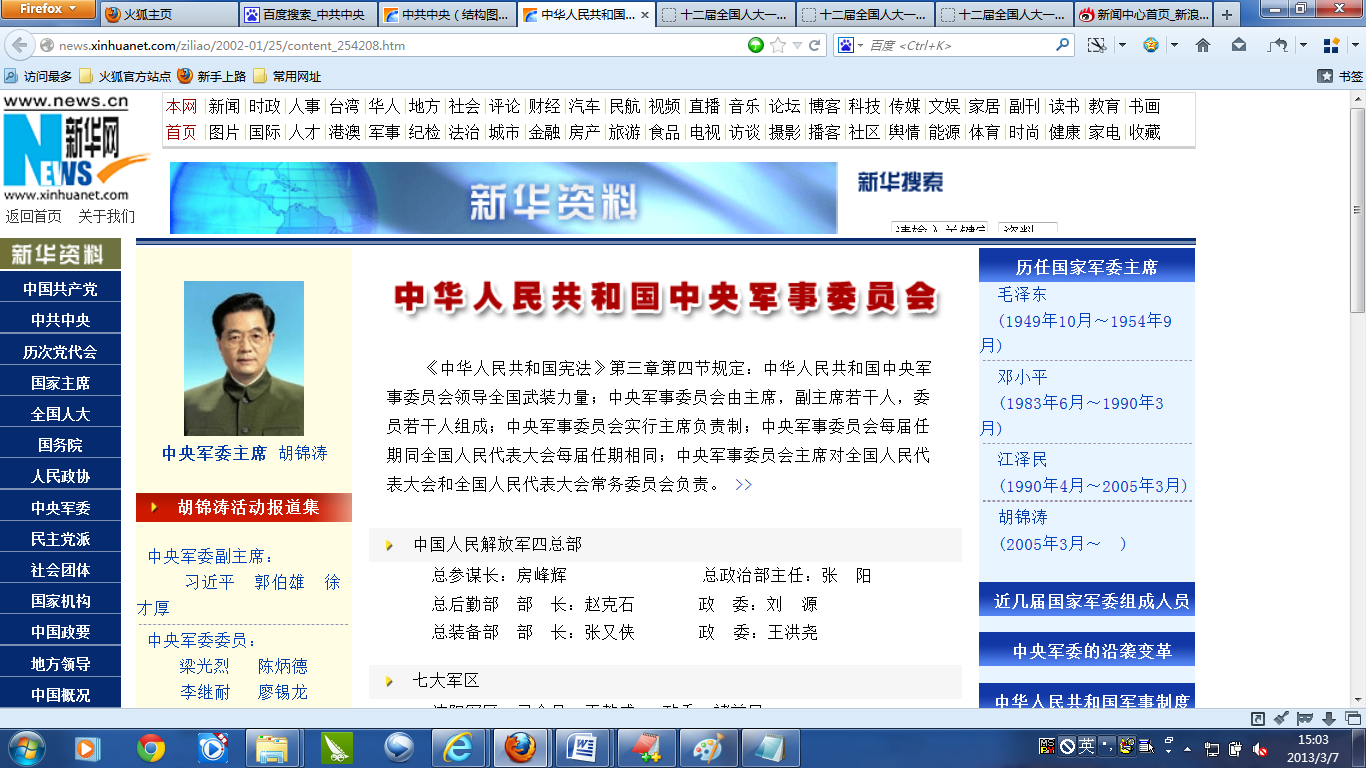 Firefox
火狐主页
百度搜索_中共中央
中共中央（结构图...
中华人民共和国...
十二届全国人大一...
十二届全国人大一...
十二届全国人大一...
新闻中心首页_新浪...
news.xinhuanet.com/ziliao/2002-01/25/content_254208.htm
百度 <Ctrl+K>
访问最多 火狐官方站点 新手上路 常用网址
书签
www.news.cn
新华网
NEWS
www.xinhuanet.com
返回首页 关于我们
本网 新闻 时政 人事 台湾 华人 地方 社会 评论 财经 汽车 民航 视频 直播 音乐 论坛 博客 科技 传媒 文娱 家居 副刊 读书 教育 书画
首页 图片 国际 人才 港澳 军事 纪检 法治 城市 金融 房产 旅游 食品 电视 访谈 摄影 播客 社区 舆情 能源 体育 时尚 健康 家电 收藏
新华资料
新华搜索
请输入关键字 资料
新华资料
中国共产党
中共中央
历次党代会
国家主席
全国人大
国务院
人民政协
中央军委
民主党派
社会团体
国家机构
中国政要
地方领导
中国概况
中央军委主席 胡锦涛
胡锦涛活动报道集
中央军委副主席：
习近平 郭伯雄 徐
才厚
中央军委委员：
梁光烈 陈炳德
李继耐 廖锡龙
中华人民共和国中央军事委员会
《中华人民共和国宪法》第三章第四节规定：中华人民共和国中央军
事委员会领导全国武装力量；中央军事委员会由主席，副主席若干人，委
员若干人组成；中央军事委员会实行主席负责制；中央军事委员会每届任
期同全国人民代表大会每届任期相同；中央军事委员会主席对全国人民代
表大会和全国人民代表大会常务委员会负责。 >>
中国人民解放军四总部
总参谋长：房峰辉 总政治部主任：张 阳
总后勤部 部 长：赵克石 政 委：刘 源
总装备部 部 长：张又侠 政 委：王洪尧
七大军区
历任国家军委主席
毛泽东
（1949年10月～1954年9
月）
邓小平
（1983年6月～1990年3
月）
江泽民
（1990年4月～2005年3月）
胡锦涛
（2005年3月～ ）
近几届国家军委组成人员
中央军委的沿袭变革
中华人民共和国军事制度
英
15:03
2013/3/7